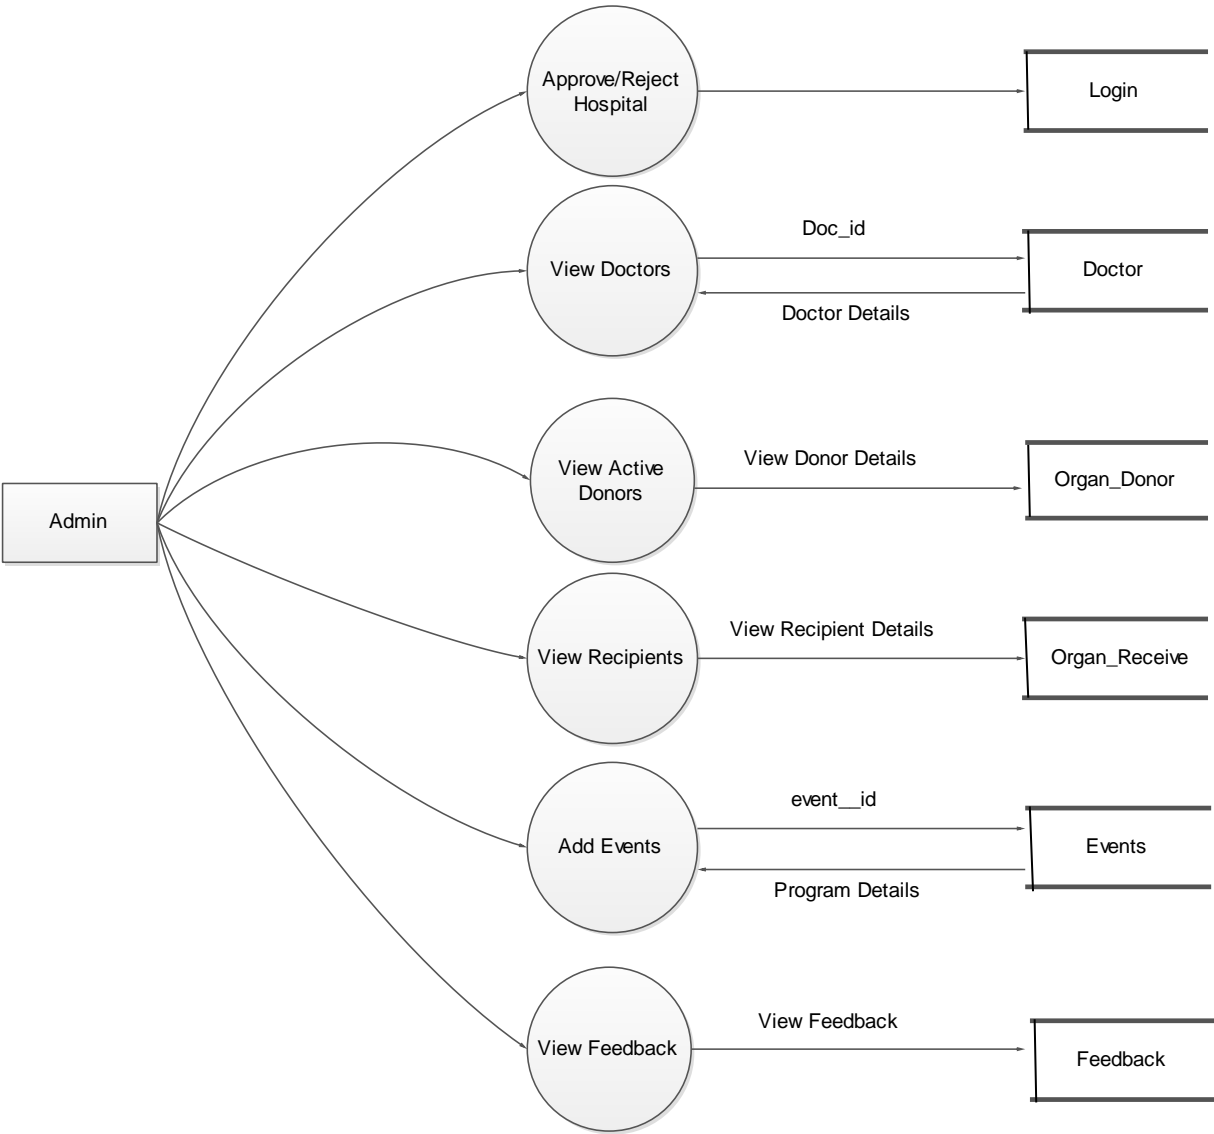 Approve/Reject
Hospital
Login
Doc_id
View Doctors
Doctor
Doctor Details
View Active
Donors
View Donor Details
Organ_Donor
Admin
View Recipients
View Recipient Details
Organ_Receive
event__id
Add Events
Events
Program Details
View Feedback
View Feedback
Feedback